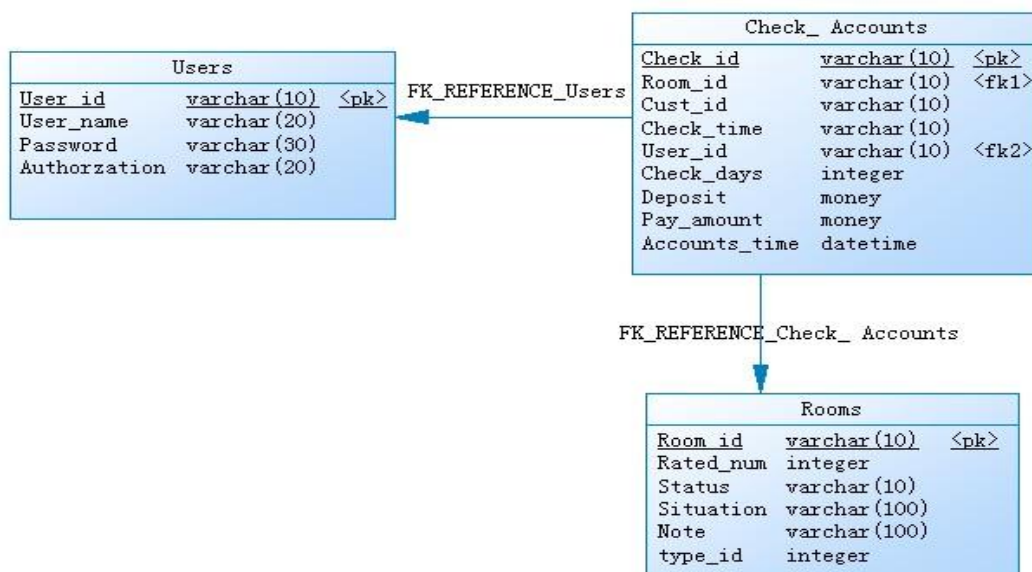 Users
User_id varchar(10) <pk>
User_name varchar(20)
Password varchar(30)
Authorzation varchar(20)
FK_REFERENCE_Users
Check_ Accounts
Check_id varchar(10) <pk>
Room_id varchar(10) <fk1>
Cust_id varchar(10)
Check_time varchar(10)
User_id varchar(10) <fk2>
Check_days integer
Deposit money
Pay_amount money
Accounts_time datetime
FK_REFERENCE_Check_ Accounts
Rooms
Room_id varchar(10) <pk>
Rated_num integer
Status varchar(10)
Situation varchar(100)
Note varchar(100)
type_id integer